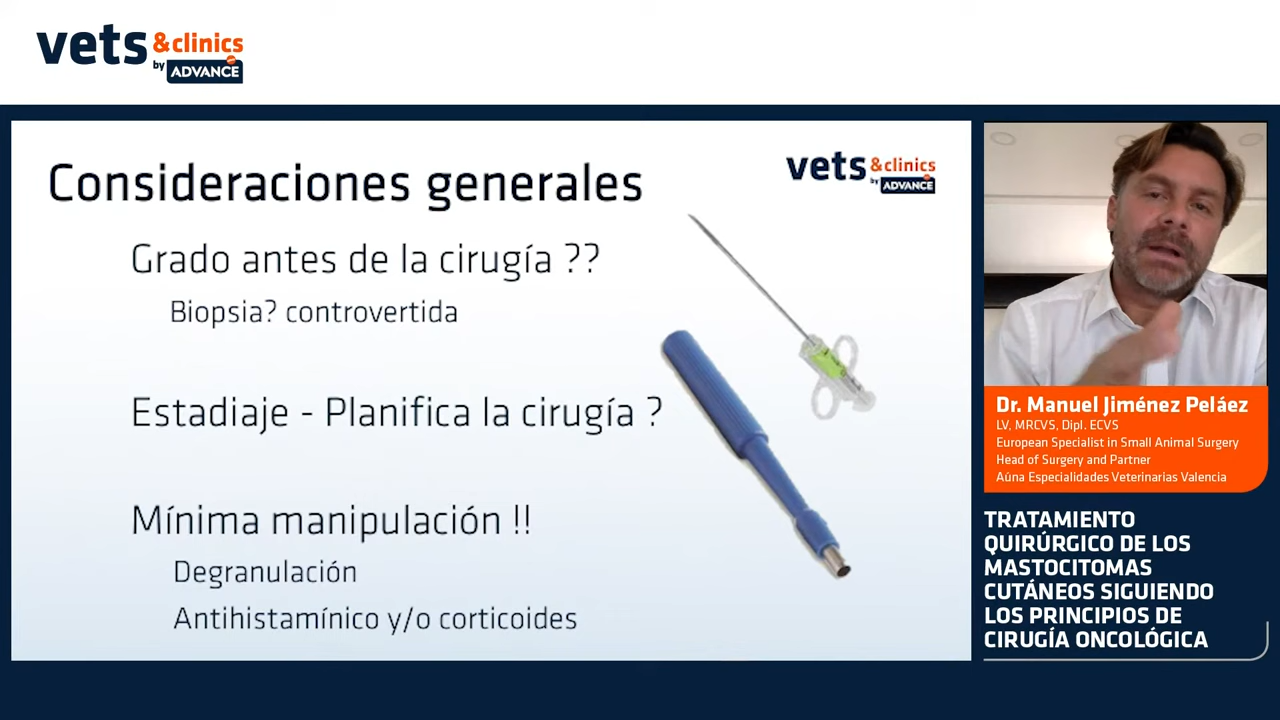 vets &clinics
by ADVANCE
Consideraciones generales
vets &clinics
by ADVANCE
Grado antes de la cirugía ??
Biopsia? controvertida
Estadiaje - Planifica la cirugía ?
Mínima manipulación !!
Degranulación
Antihistamínico y/o corticoides
Dr. Manuel Jiménez Peláez
LV, MRCVS, Dipl. ECVS
European Specialist in Small Animal Surgery
Head of Surgery and Partner
Aúna Especialidades Veterinarias Valencia
TRATAMIENTO
QUIRÚRGICO DE LOS
MASTOCITOMAS
CUTÁNEOS SIGUIENDO
LOS PRINCIPIOS DE
CIRUGÍA ONCOLÓGICA